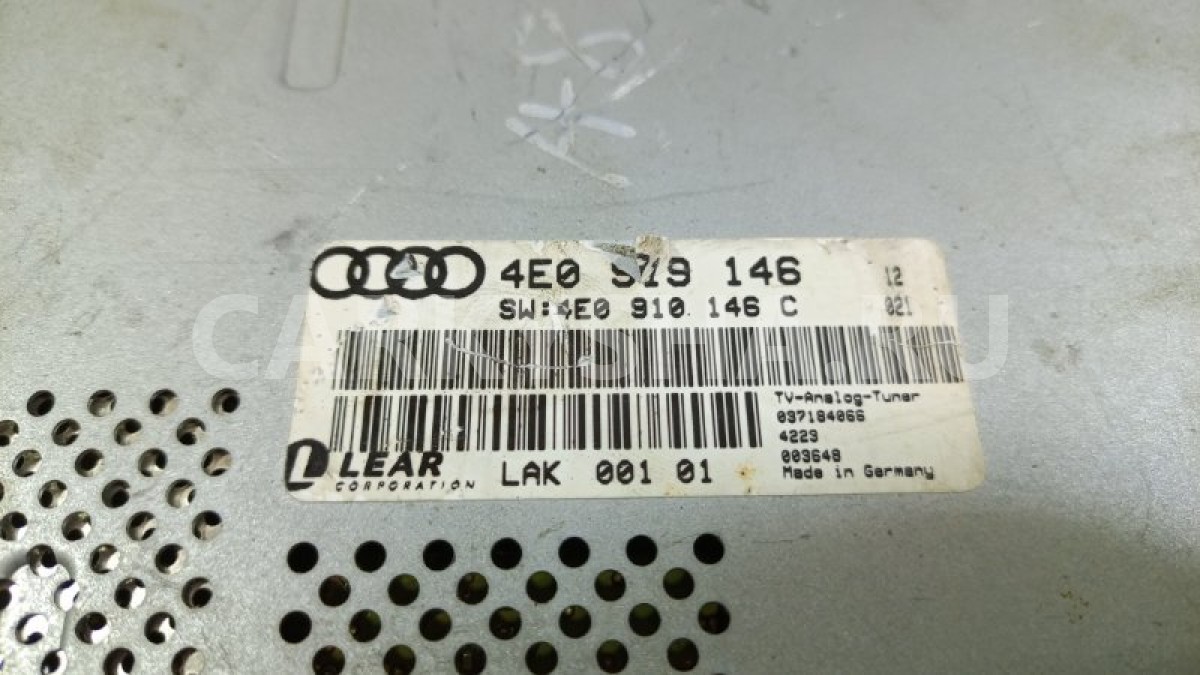 4E0 919 146
12
SW:4E0 910 146 C
021
TV-Analog-Tuner
037184066
4223
003648
Made in Germany
L LEAR
CORPORATION
LAK 001 01